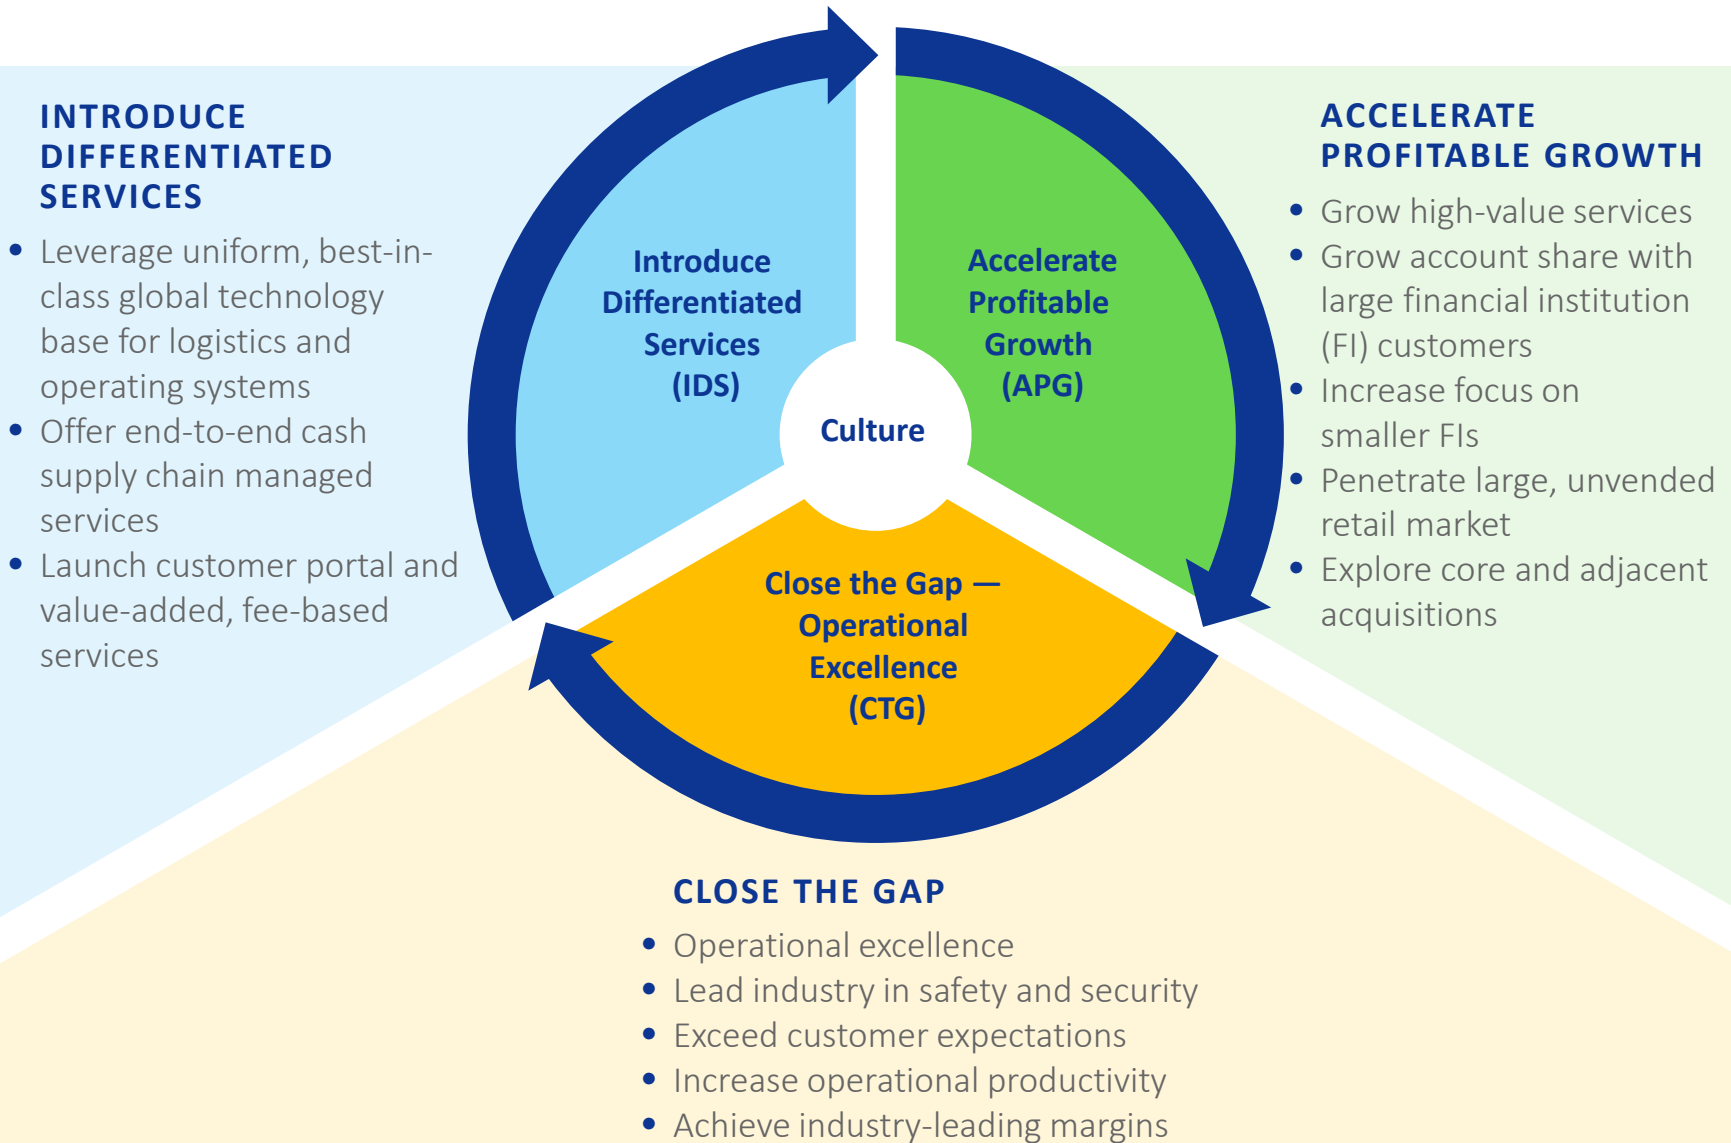 INTRODUCE
DIFFERENTIATED
SERVICES
• Leverage uniform, best-in-
class global technology
base for logistics and
operating systems
• Offer end-to-end cash
supply chain managed
services
• Launch customer portal and
value-added, fee-based
services
Introduce
Differentiated
Services
(IDS)
Accelerate
Profitable
Growth
(APG)
Culture
Close the Gap —
Operational
Excellence
(CTG)
ACCELERATE
PROFITABLE GROWTH
• Grow high-value services
• Grow account share with
large financial institution
(FI) customers
• Increase focus on
smaller FIs
• Penetrate large, unvended
retail market
• Explore core and adjacent
acquisitions
CLOSE THE GAP
• Operational excellence
• Lead industry in safety and security
• Exceed customer expectations
• Increase operational productivity
• Achieve industry-leading margins